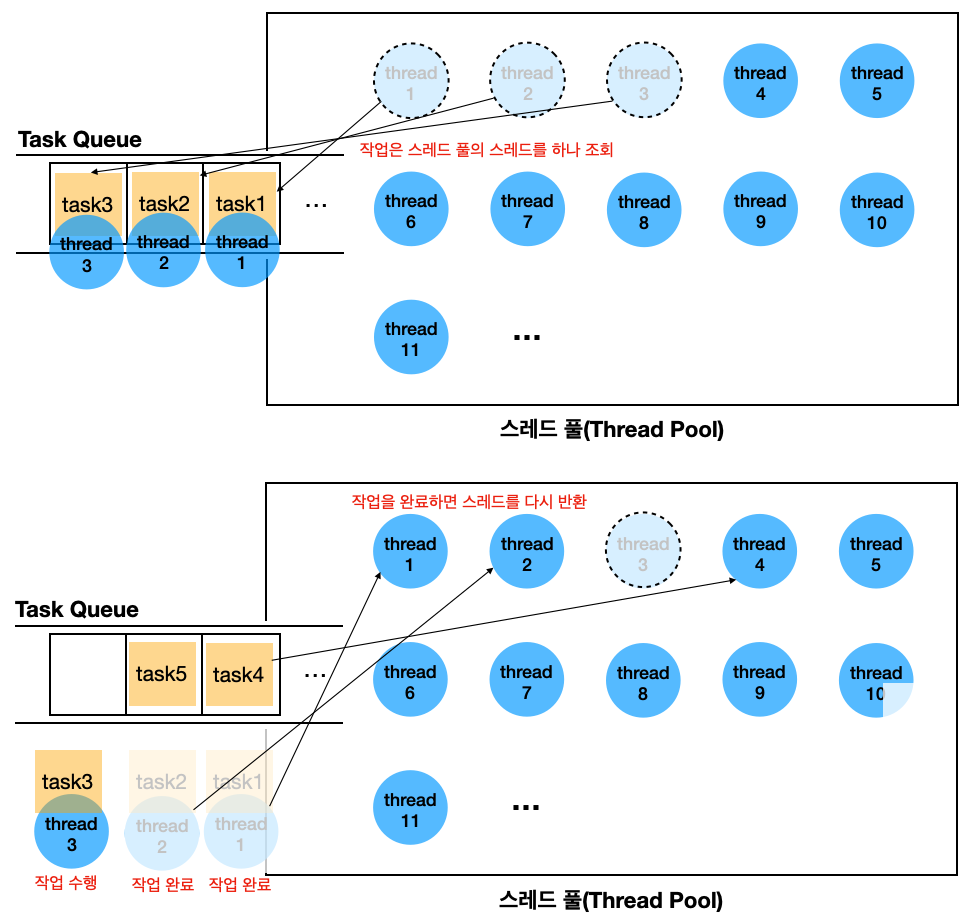 thread
1
thread
2
thread
3
thread
4
thread
5
Task Queue
작업은 스레드 풀의 스레드를 하나 조회
task3
task2
task1
...
thread
6
thread
7
thread
8
thread
9
thread
10
thread
3
thread
2
thread
1
thread
11
...
스레드 풀(Thread Pool)
작업을 완료하면 스레드를 다시 반환
thread
1
thread
2
thread
3
thread
4
thread
5
Task Queue
task5
task4
...
thread
6
thread
7
thread
8
thread
9
thread
10
task3
task2
task1
thread
3
thread
2
thread
1
thread
11
...
작업 수행
작업 완료
작업 완료
스레드 풀(Thread Pool)